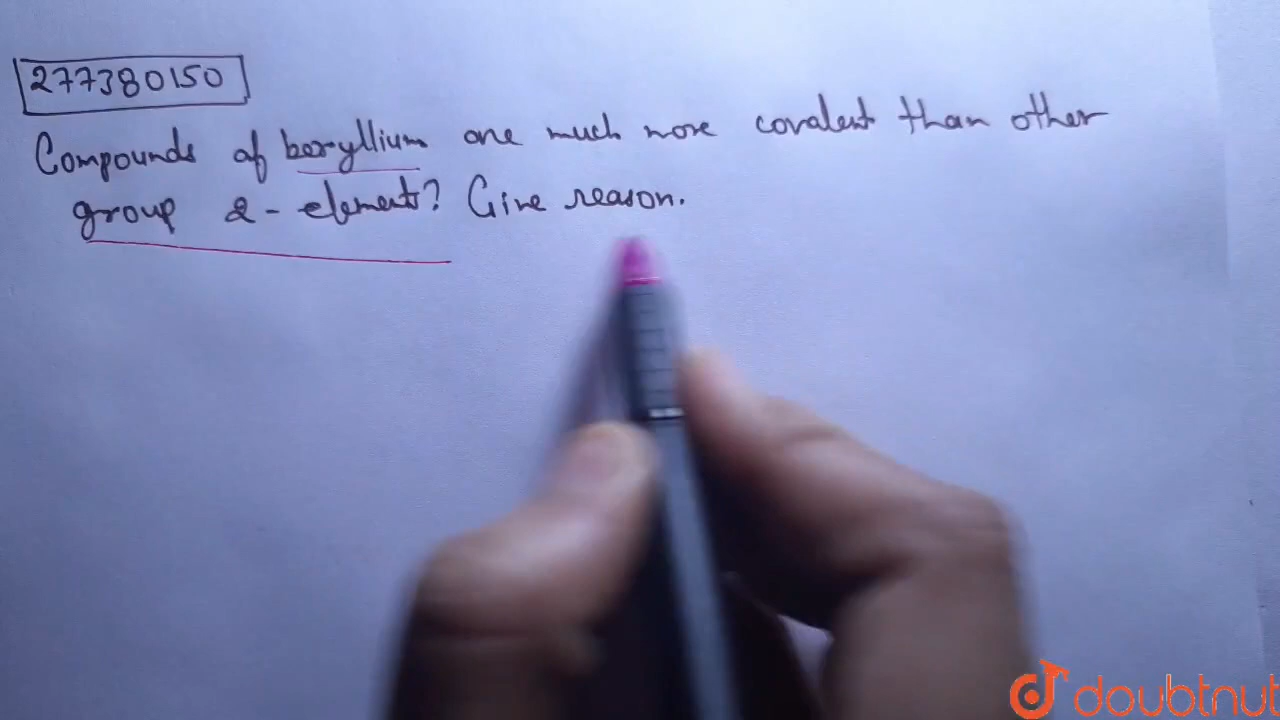 277380150
Compounds of beryllium are much more covalent than other
group 2-elements? Give reason.
doubtnut